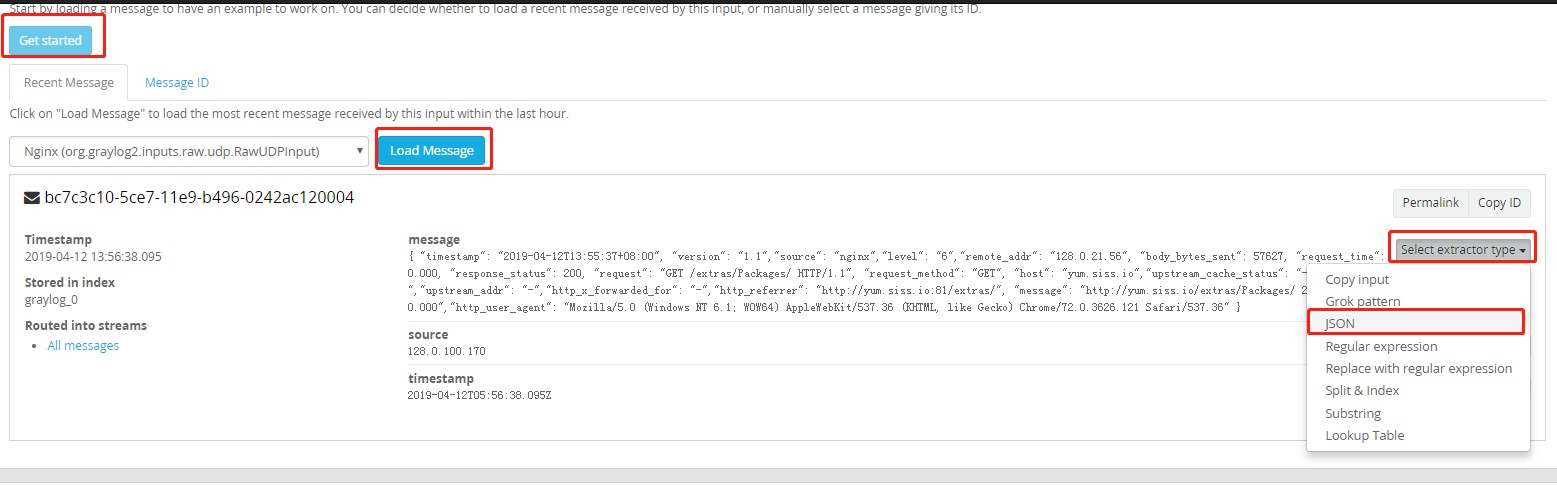 Start by loading a message to have an example to work on. You can decide whether to load a recent message received by this input, or manually select a message giving its ID.
Get started
Recent Message Message ID
Click on "Load Message" to load the most recent message received by this input within the last hour.
Nginx (org.graylog2.inputs.raw.udp.RawUDPInput) Load Message
bc7c3c10-5ce7-11e9-b496-0242ac120004
Permalink Copy ID
Timestamp
2019-04-12 13:56:38.095
Stored in index
graylog_0
Routed into streams
All messages
message
{ "timestamp": "2019-04-12T13:55:37+08:00", "version": "1.1","source": "nginx","level": "6","remote_addr": "128.0.21.56", "body_bytes_sent": 57627, "request_time":
0.000, "response_status": 200, "request": "GET /extras/Packages/ HTTP/1.1", "request_method": "GET", "host": "yum.siss.io","upstream_cache_status": "-
","upstream_addr": "-","http_x_forwarded_for": "-","http_referrer": "http://yum.siss.io:81/extras/", "message": "http://yum.siss.io/extras/Packages/ 2
0.000","http_user_agent": "Mozilla/5.0 (Windows NT 6.1; WOW64) AppleWebKit/537.36 (KHTML, like Gecko) Chrome/72.0.3626.121 Safari/537.36" }
source
128.0.100.170
timestamp
2019-04-12T05:56:38.095Z
Select extractor type
Copy input
Grok pattern
JSON
Regular expression
Replace with regular expression
Split & Index
Substring
Lookup Table